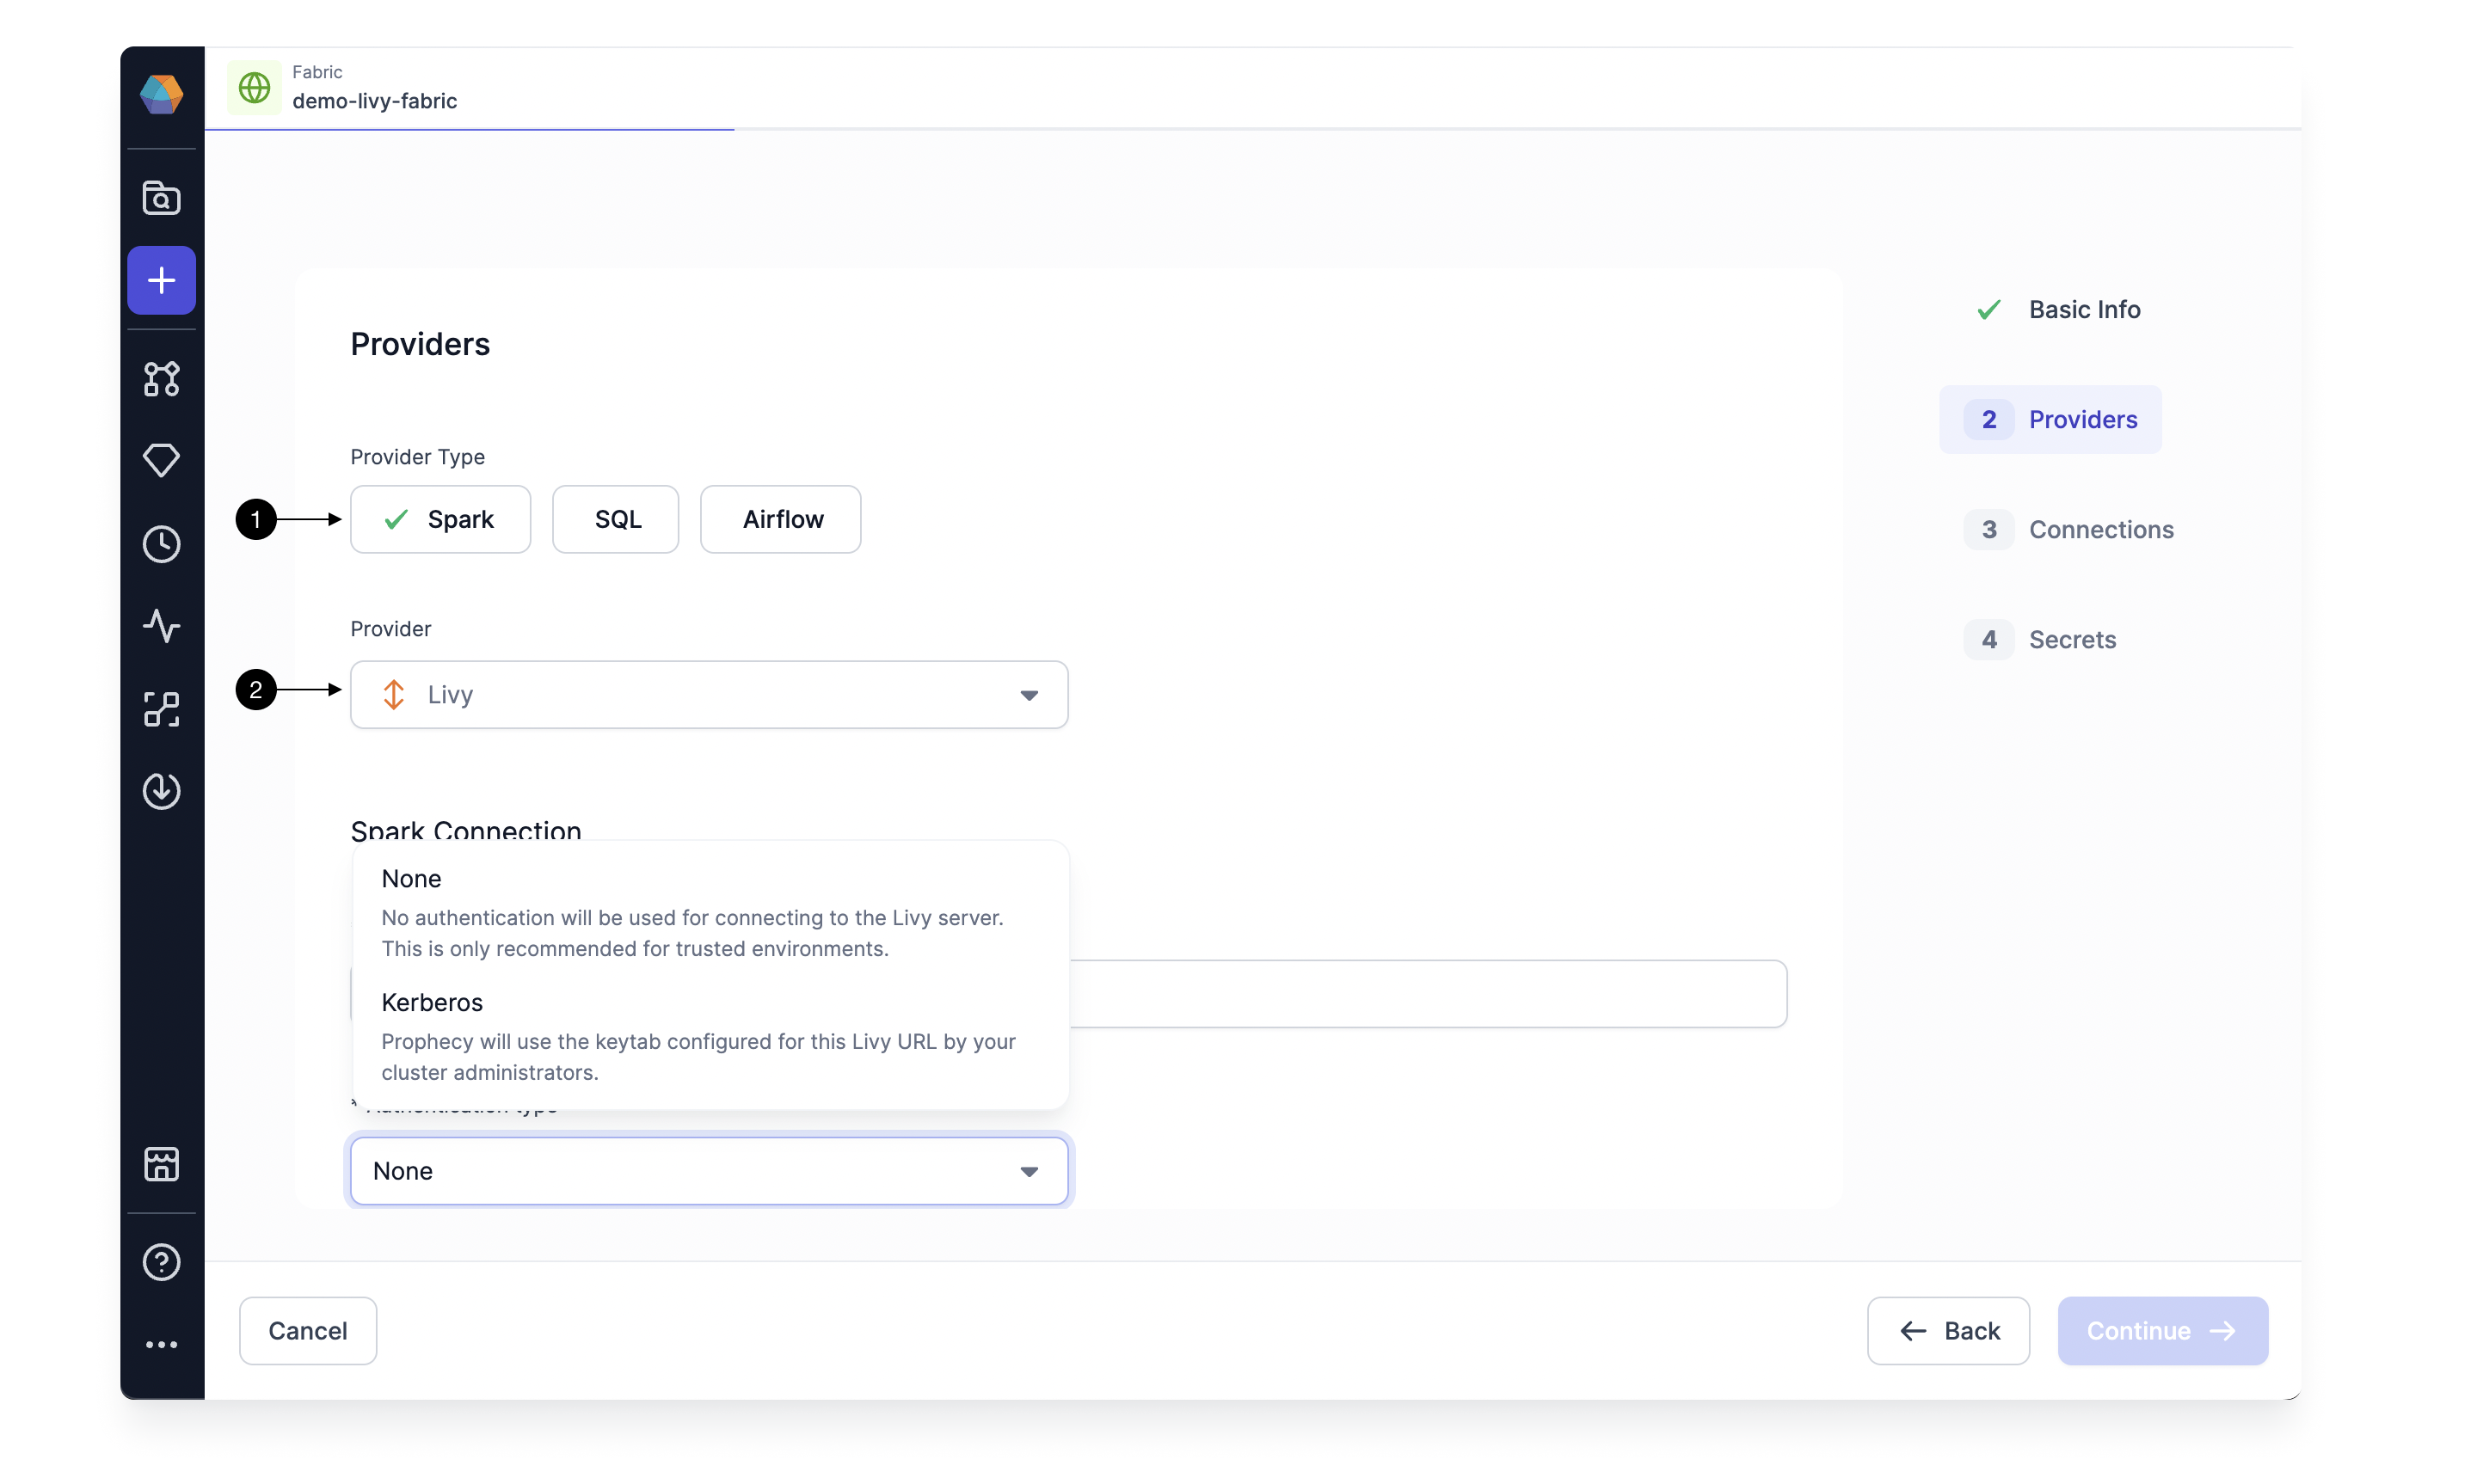 Fabric
demo-livy-fabric
Providers
Provider Type
1
Spark
SQL
Airflow
Provider
2
Livy
Spark Connection
None
No authentication will be used for connecting to the Livy server.
This is only recommended for trusted environments.
Kerberos
Prophecy will use the keytab configured for this Livy URL by your
cluster administrators.
* Authentication type
None
Basic Info
2 Providers
3 Connections
4 Secrets
Cancel
Back
Continue